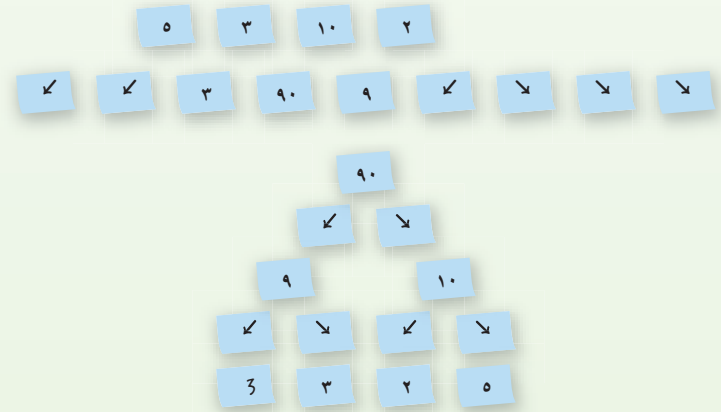 ٥ ٣ ١٠ ٢
↙ ↙ ٣ ٩٠ ٩ ↙ ↘ ↘ ↘
٩٠
↙ ↘
٩ ١٠
↙ ↘ ↙ ↘
3 ٣ ٢ ٥